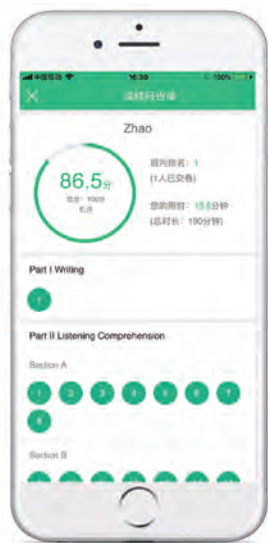 中国移动
16:30
100%
成绩报告单
Zhao
86.5分
总分：100分
机评
班内排名：1
(1人已交卷)
您的用时：13.8分钟
(总时长：190分钟)
Part I Writing
1
Part II Listening Comprehension
Section A
1 2 3 4 5 6 7
8
Section B